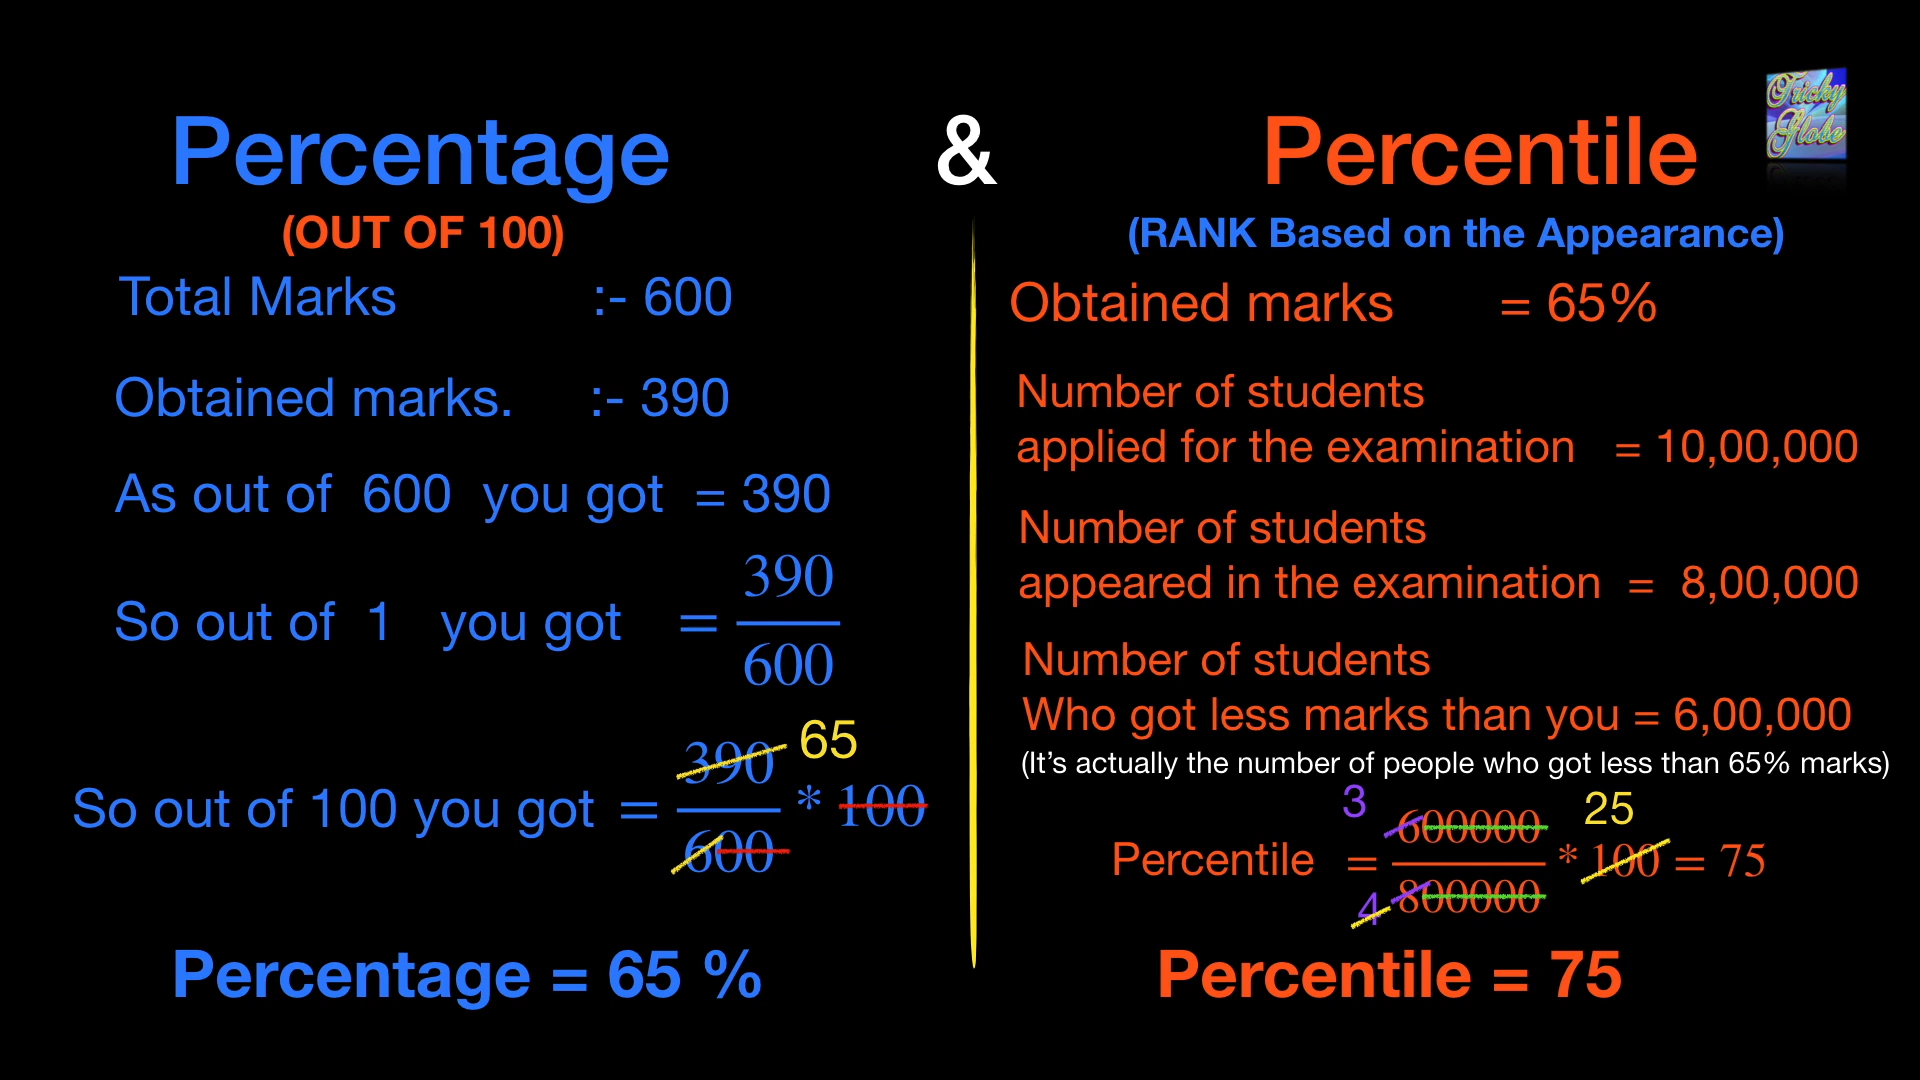 Percentage & Percentile
Tricky
Globe
(OUT OF 100)
Total Marks :- 600
Obtained marks. :- 390
As out of 600 you got = 390
So out of 1 you got = 390
600
65
So out of 100 you got = 390 * 100
600
Percentage = 65 %
(RANK Based on the Appearance)
Obtained marks = 65%
Number of students
applied for the examination = 10,00,000
Number of students
appeared in the examination = 8,00,000
Number of students
Who got less marks than you = 6,00,000
(It’s actually the number of people who got less than 65% marks)
3 25
Percentile = 600000 * 100 = 75
4 800000
Percentile = 75